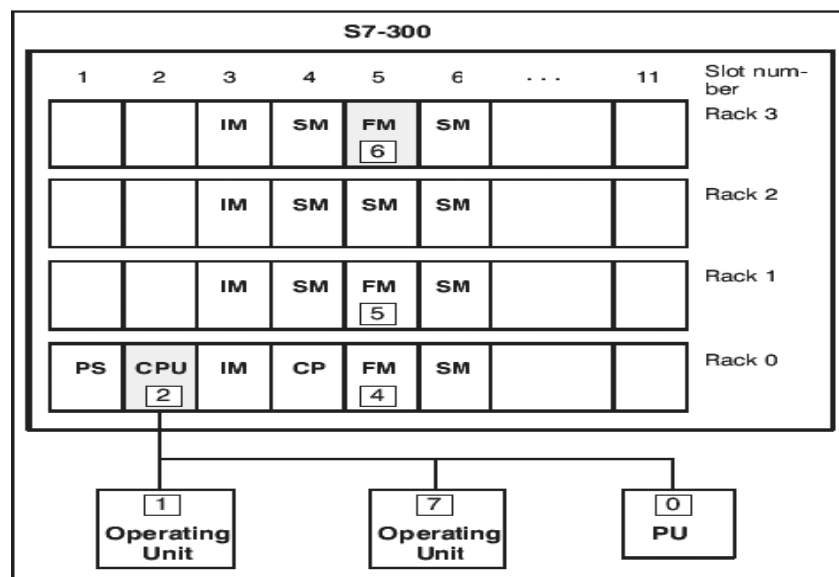 S7-300
1 2 3 4 5 6 . . . 11 Slot num-
ber
IM SM FM SM Rack 3
6
IM SM SM SM Rack 2
IM SM FM SM Rack 1
5
PS CPU IM CP FM SM Rack 0
2 4
1 7 0
Operating Operating PU
Unit Unit